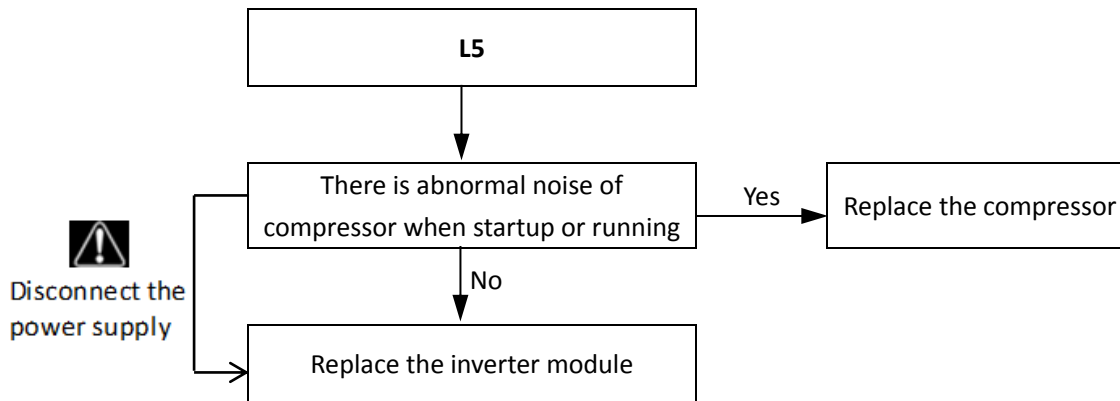 L5
There is abnormal noise of
compressor when startup or running
Yes
Replace the compressor
No
Disconnect the
power supply
Replace the inverter module